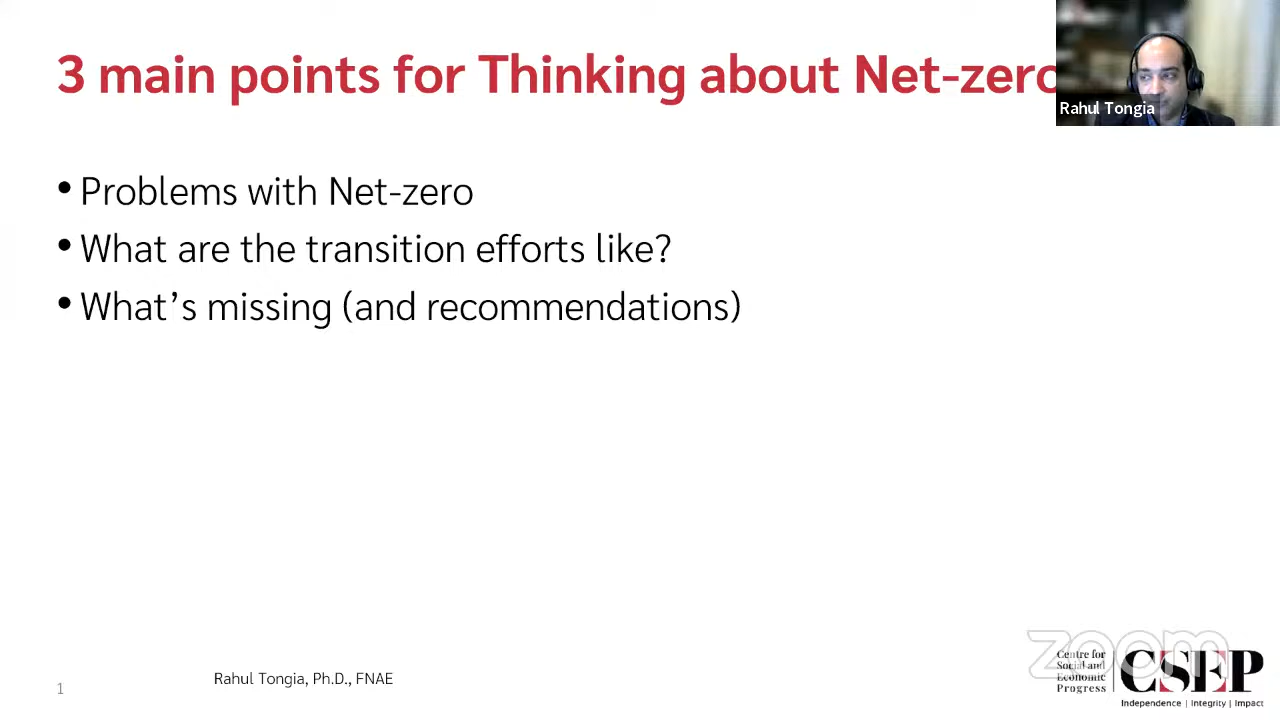 3 main points for Thinking about Net-zero
Rahul Tongia
• Problems with Net-zero
• What are the transition efforts like?
• What's missing (and recommendations)
zoom
Centre for
Social and
Economic
Progress
CSEP
Independence | Integrity | Impact
Rahul Tongia, Ph.D., FNAE
1